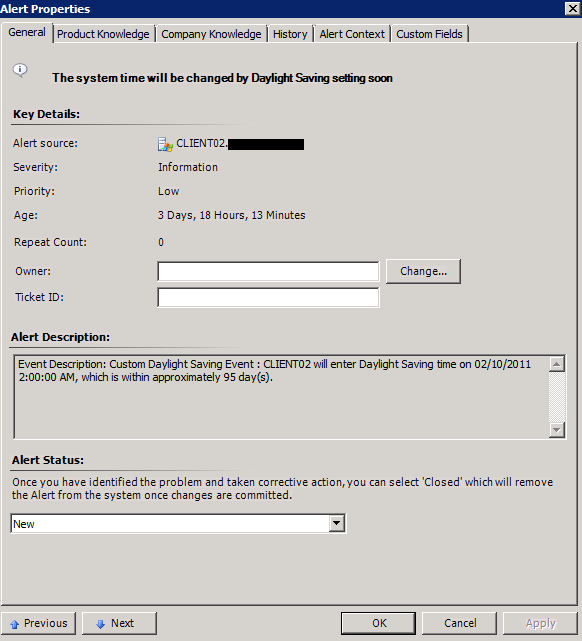 Alert Properties
General Product Knowledge Company Knowledge History Alert Context Custom Fields
The system time will be changed by Daylight Saving setting soon
Key Details:
Alert source: CLIENT02.
Severity: Information
Priority: Low
Age: 3 Days, 18 Hours, 13 Minutes
Repeat Count: 0
Owner: Change...
Ticket ID:
Alert Description:
Event Description: Custom Daylight Saving Event : CLIENT02 will enter Daylight Saving time on 02/10/2011
2:00:00 AM, which is within approximately 95 day(s).
Alert Status:
Once you have identified the problem and taken corrective action, you can select 'Closed' which will remove
the Alert from the system once changes are committed.
New
Previous Next OK Cancel Apply